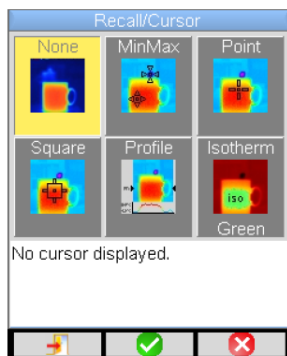 Recall/Cursor
None MinMax Point
Square Profile Isotherm
iso
Green
No cursor displayed.